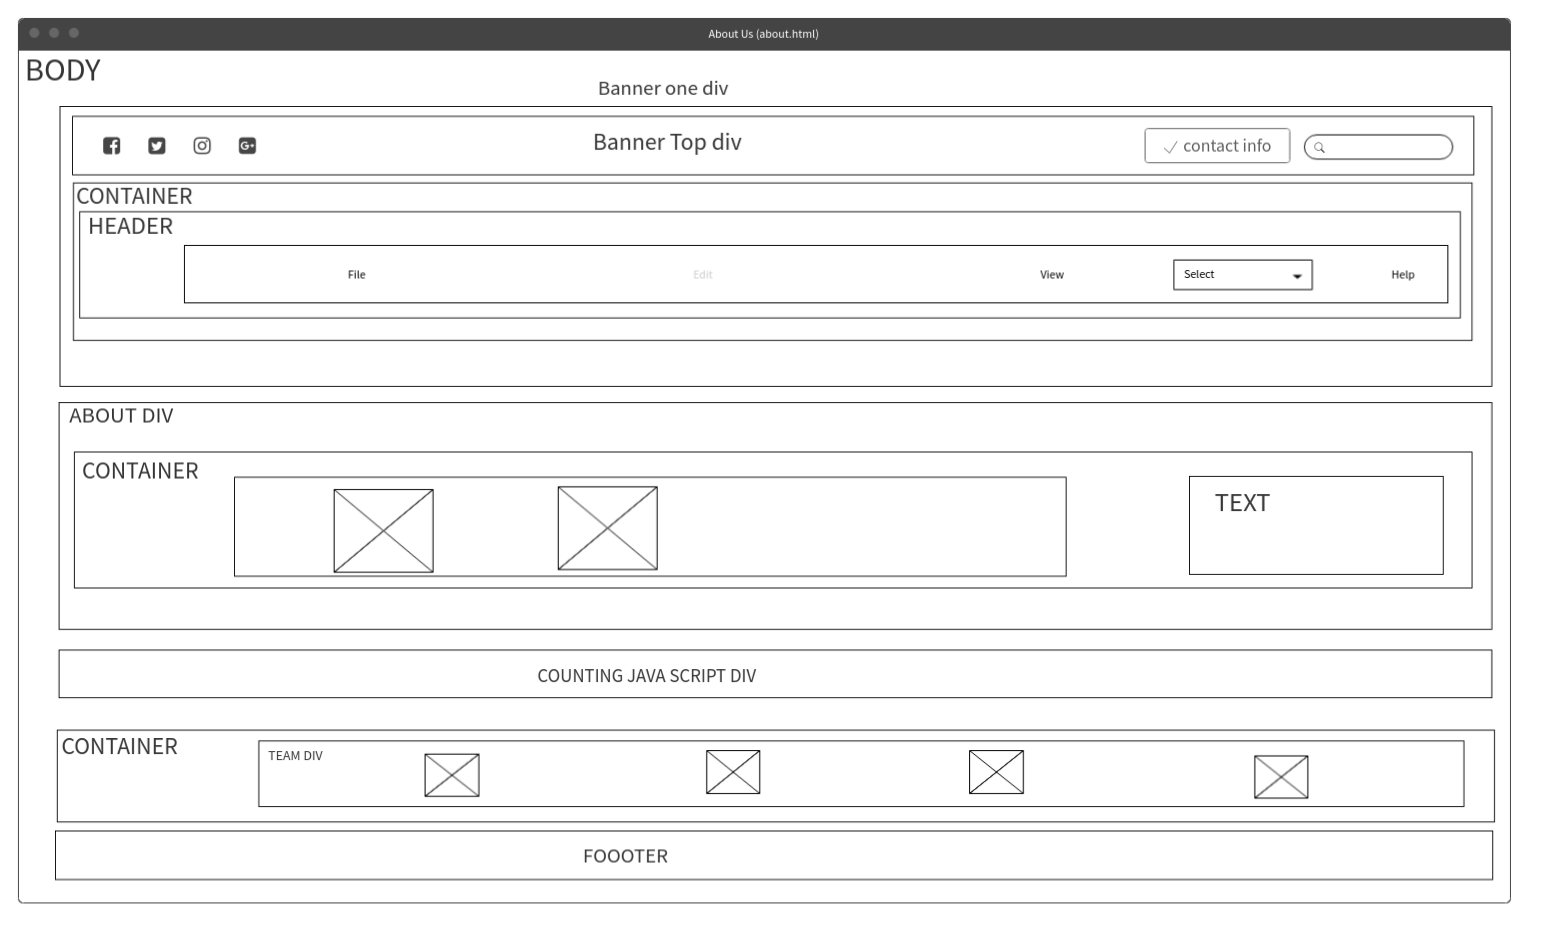 About Us (about.html)
BODY
Banner one div
Banner Top div
contact info
CONTAINER
HEADER
File Edit View Select Help
ABOUT DIV
CONTAINER
TEXT
COUNTING JAVA SCRIPT DIV
CONTAINER
TEAM DIV
FOOOTER